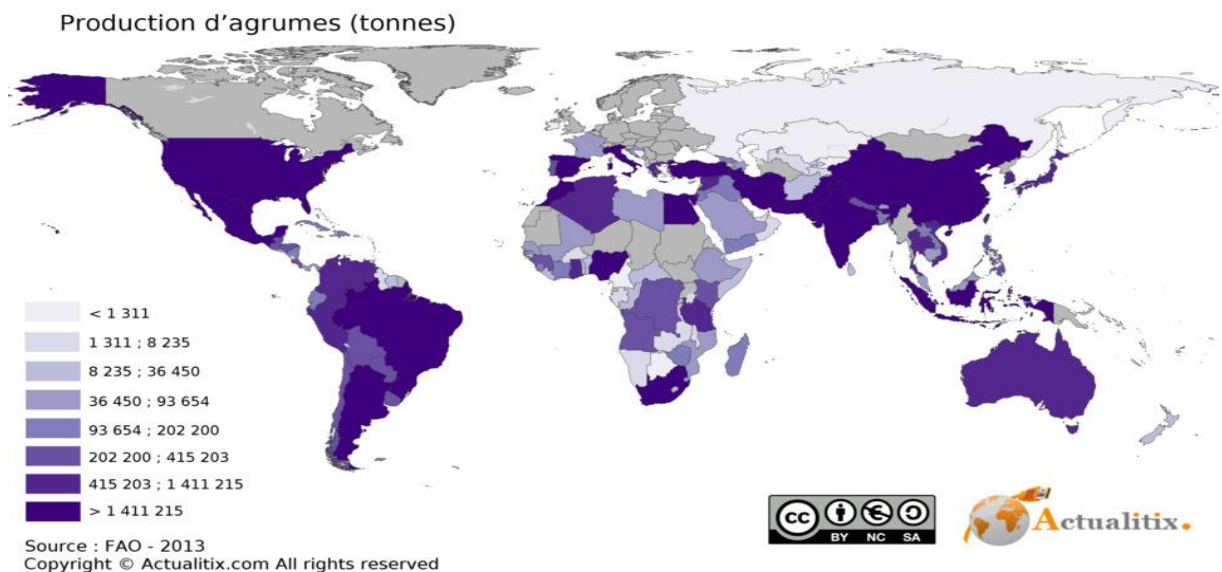 Production d'agrumes (tonnes)
< 1 311
1 311 ; 8 235
8 235 ; 36 450
36 450 ; 93 654
93 654 ; 202 200
202 200 ; 415 203
415 203 ; 1 411 215
> 1 411 215
cc
BY NC SA
Actualitix.
Source : FAO - 2013
Copyright © Actualitix.com All rights reserved